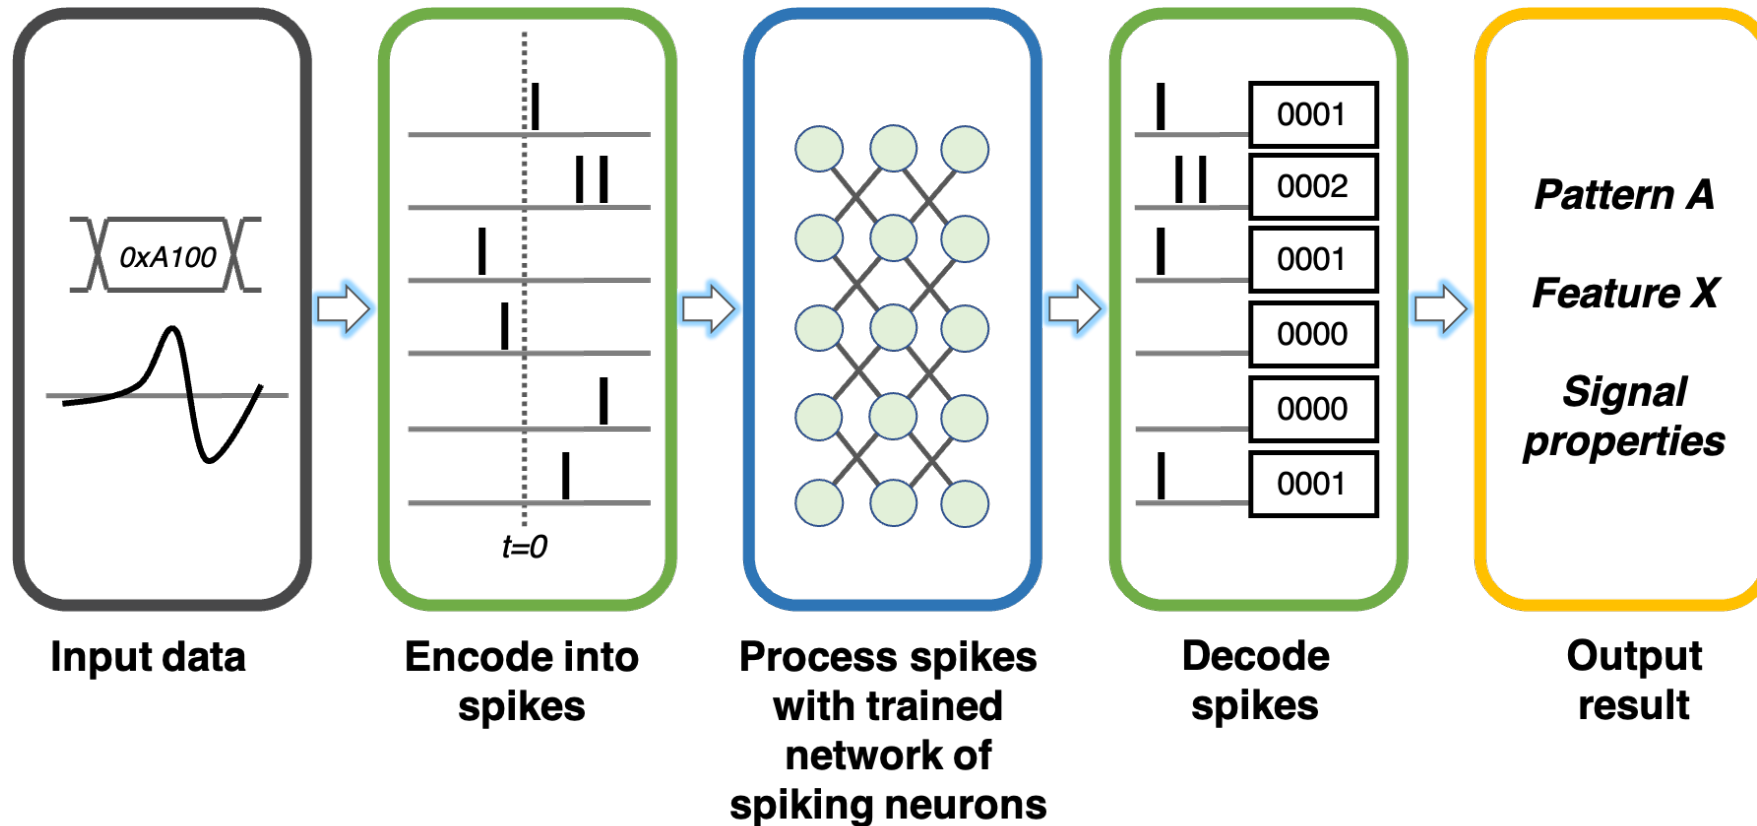 0xA100
t=0
0001
0002
0001
0000
0000
0001
Pattern A
Feature X
Signal
properties
Input data
Encode into
spikes
Process spikes
with trained
network of
spiking neurons
Decode
spikes
Output
result